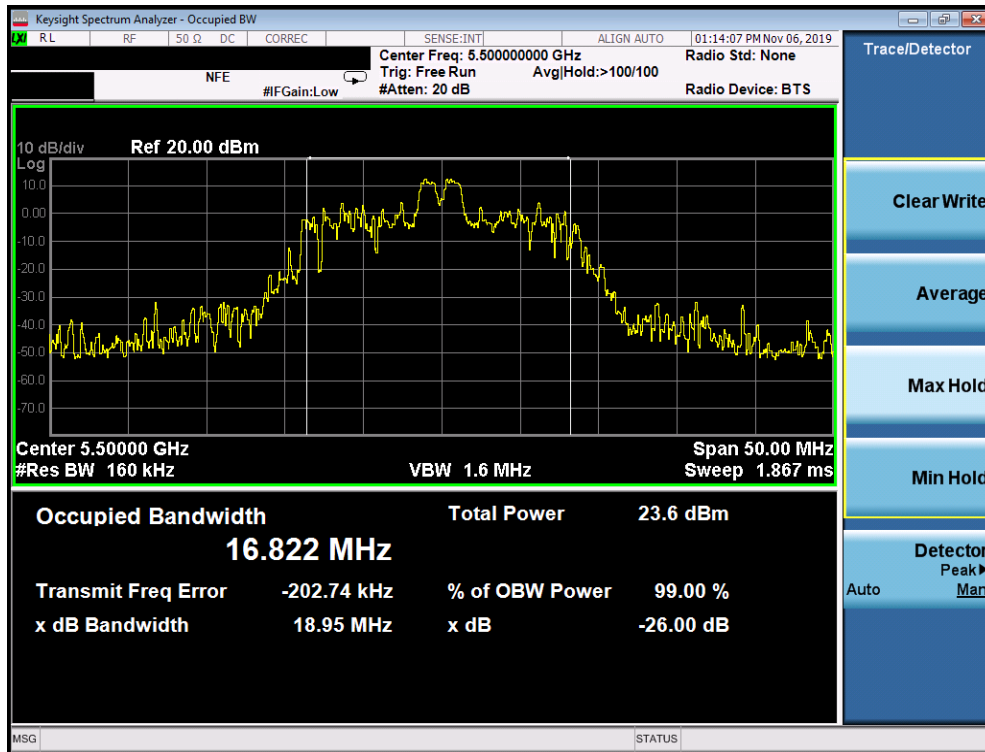 Keysight Spectrum Analyzer - Occupied BW
LXI RL RF 50 Ω DC CORREC SENSE:INT ALIGN AUTO 01:14:07 PM Nov 06, 2019
Center Freq: 5.500000000 GHz Radio Std: None
NFE Trig: Free Run Avg|Hold:>100/100
#IFGain:Low #Atten: 20 dB Radio Device: BTS
Trace/Detector
10 dB/div Ref 20.00 dBm
Log
10.0
0.00
-10.0
-20.0
-30.0
-40.0
-50.0
-60.0
-70.0
Center 5.50000 GHz Span 50.00 MHz
#Res BW 160 kHz VBW 1.6 MHz Sweep 1.867 ms
Occupied Bandwidth Total Power 23.6 dBm
16.822 MHz
Transmit Freq Error -202.74 kHz % of OBW Power 99.00 %
x dB Bandwidth 18.95 MHz x dB -26.00 dB
Clear Write
Average
Max Hold
Min Hold
Detector
Peak
Auto Man
MSG STATUS